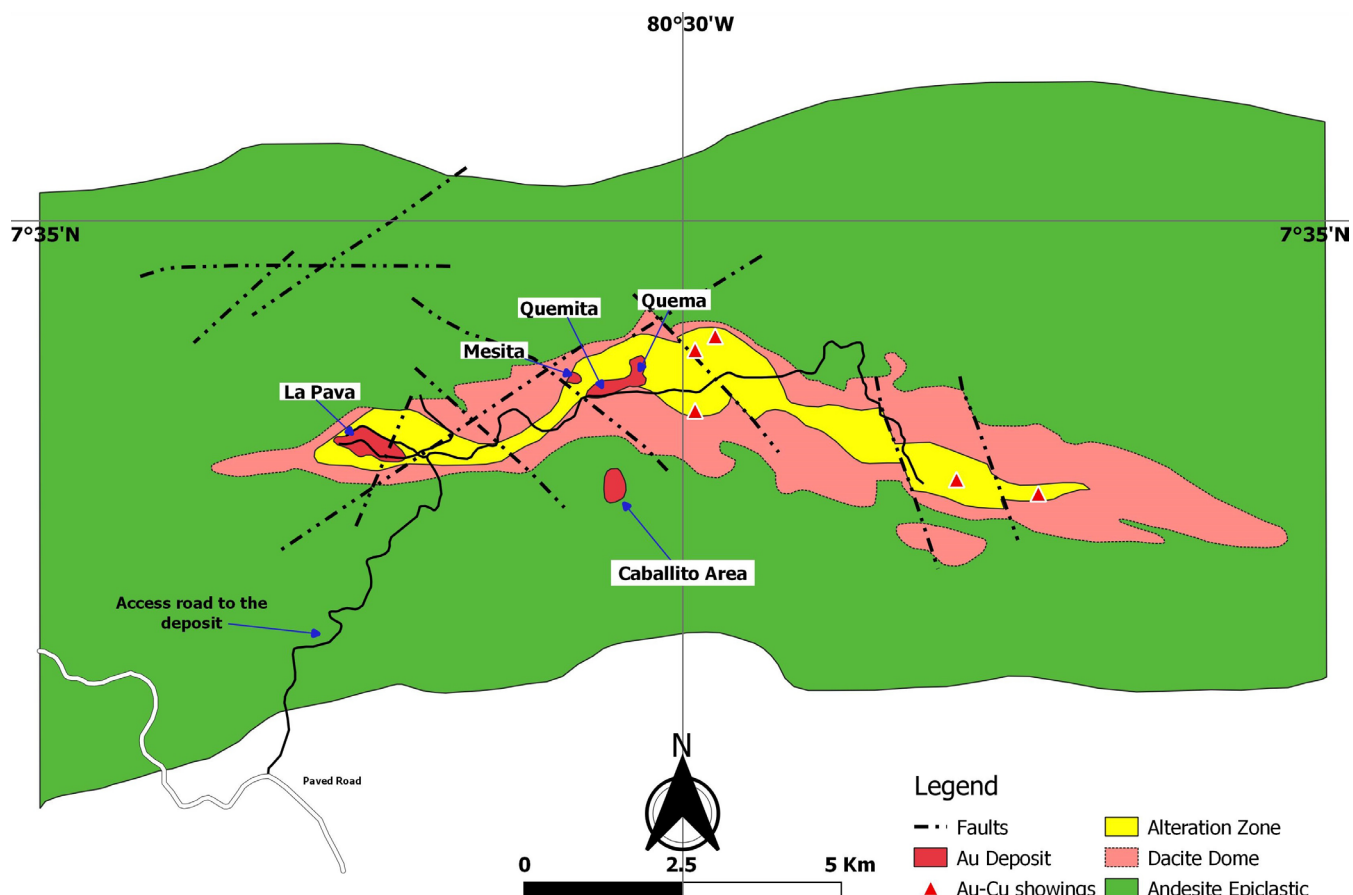 80°30'W
7°35'N
7°35'N
Quemita
Quema
Mesita
La Pava
Caballito Area
Access road to the
deposit
Paved Road
N
Legend
Faults
Alteration Zone
Au Deposit
Dacite Dome
Au-Cu showings
Andesite Epiclastic
0
2.5
5 Km